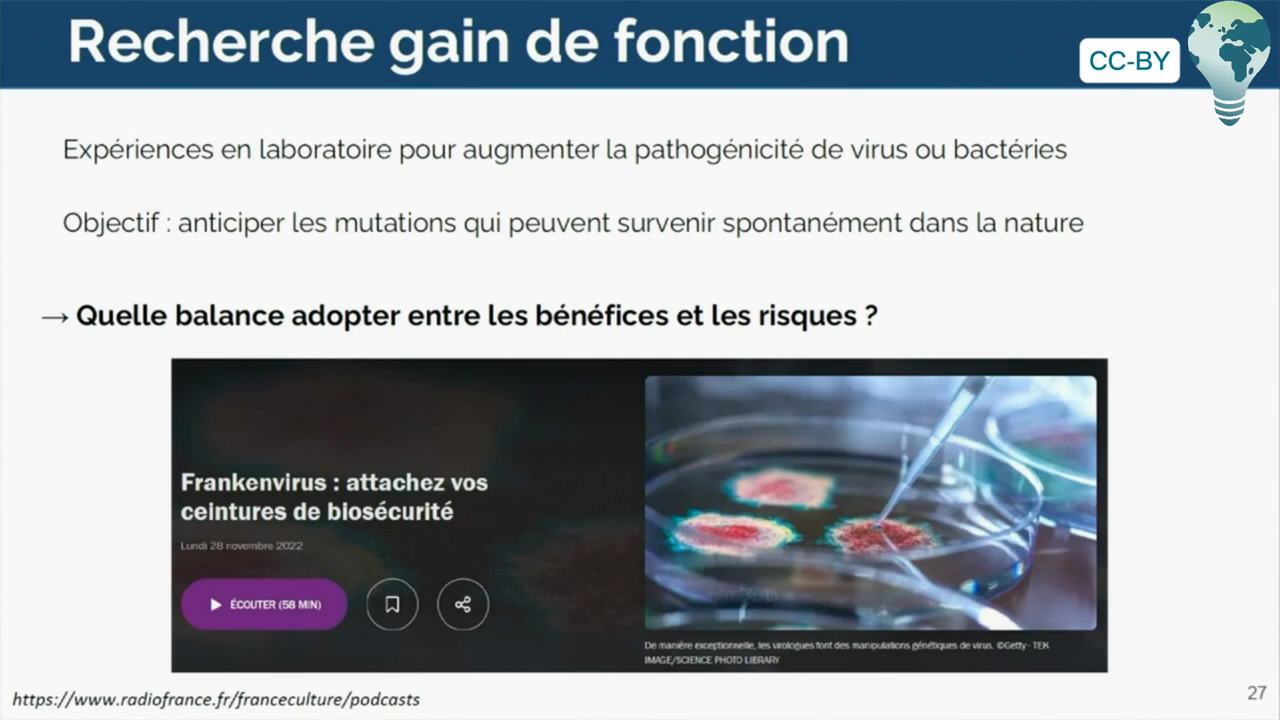 Recherche gain de fonction
CC-BY
Expériences en laboratoire pour augmenter la pathogénicité de virus ou bactéries
Objectif : anticiper les mutations qui peuvent survenir spontanément dans la nature
→ Quelle balance adopter entre les bénéfices et les risques ?
Frankenvirus : attachez vos
ceintures de biosécurité
Lundi 28 novembre 2022
ÉCOUTER (58 MIN)
De manière exceptionnelle, les virologues font des manipulations génétiques de virus. ©Getty - TEK
IMAGE/SCIENCE PHOTO LIBRARY
https://www.radiofrance.fr/franceculture/podcasts
27